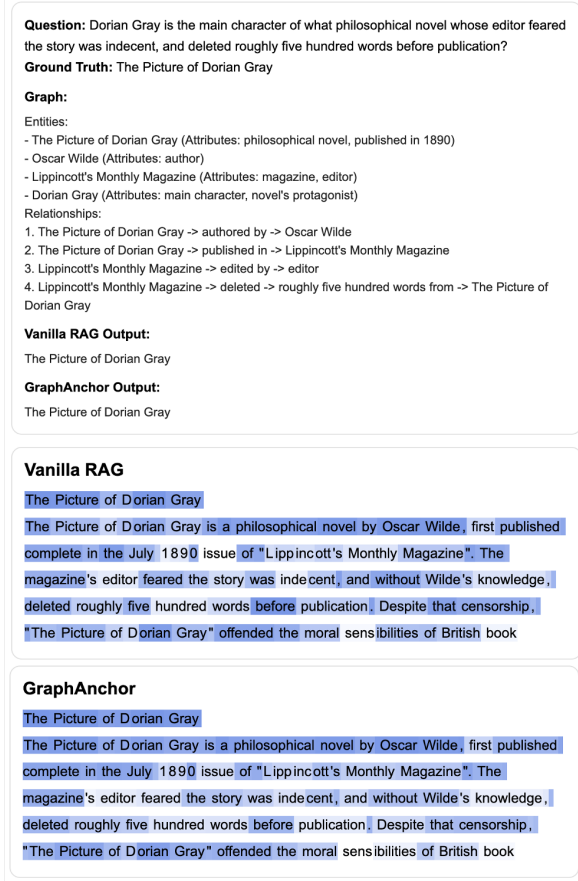 Question: Dorian Gray is the main character of what philosophical novel whose editor feared
the story was indecent, and deleted roughly five hundred words before publication?
Ground Truth: The Picture of Dorian Gray
Graph:
Entities:
- The Picture of Dorian Gray (Attributes: philosophical novel, published in 1890)
- Oscar Wilde (Attributes: author)
- Lippincott's Monthly Magazine (Attributes: magazine, editor)
- Dorian Gray (Attributes: main character, novel's protagonist)
Relationships:
1. The Picture of Dorian Gray -> authored by -> Oscar Wilde
2. The Picture of Dorian Gray -> published in -> Lippincott's Monthly Magazine
3. Lippincott's Monthly Magazine -> edited by -> editor
4. Lippincott's Monthly Magazine -> deleted -> roughly five hundred words from -> The Picture of
Dorian Gray
Vanilla RAG Output:
The Picture of Dorian Gray
GraphAnchor Output:
The Picture of Dorian Gray
Vanilla RAG
The Picture of Dorian Gray
The Picture of Dorian Gray is a philosophical novel by Oscar Wilde, first published
complete in the July 1890 issue of "Lippincott's Monthly Magazine". The
magazine's editor feared the story was indecent, and without Wilde's knowledge,
deleted roughly five hundred words before publication. Despite that censorship,
"The Picture of Dorian Gray" offended the moral sensibilities of British book
GraphAnchor
The Picture of Dorian Gray
The Picture of Dorian Gray is a philosophical novel by Oscar Wilde, first published
complete in the July 1890 issue of "Lippincott's Monthly Magazine". The
magazine's editor feared the story was indecent, and without Wilde's knowledge,
deleted roughly five hundred words before publication. Despite that censorship,
"The Picture of Dorian Gray" offended the moral sensibilities of British book